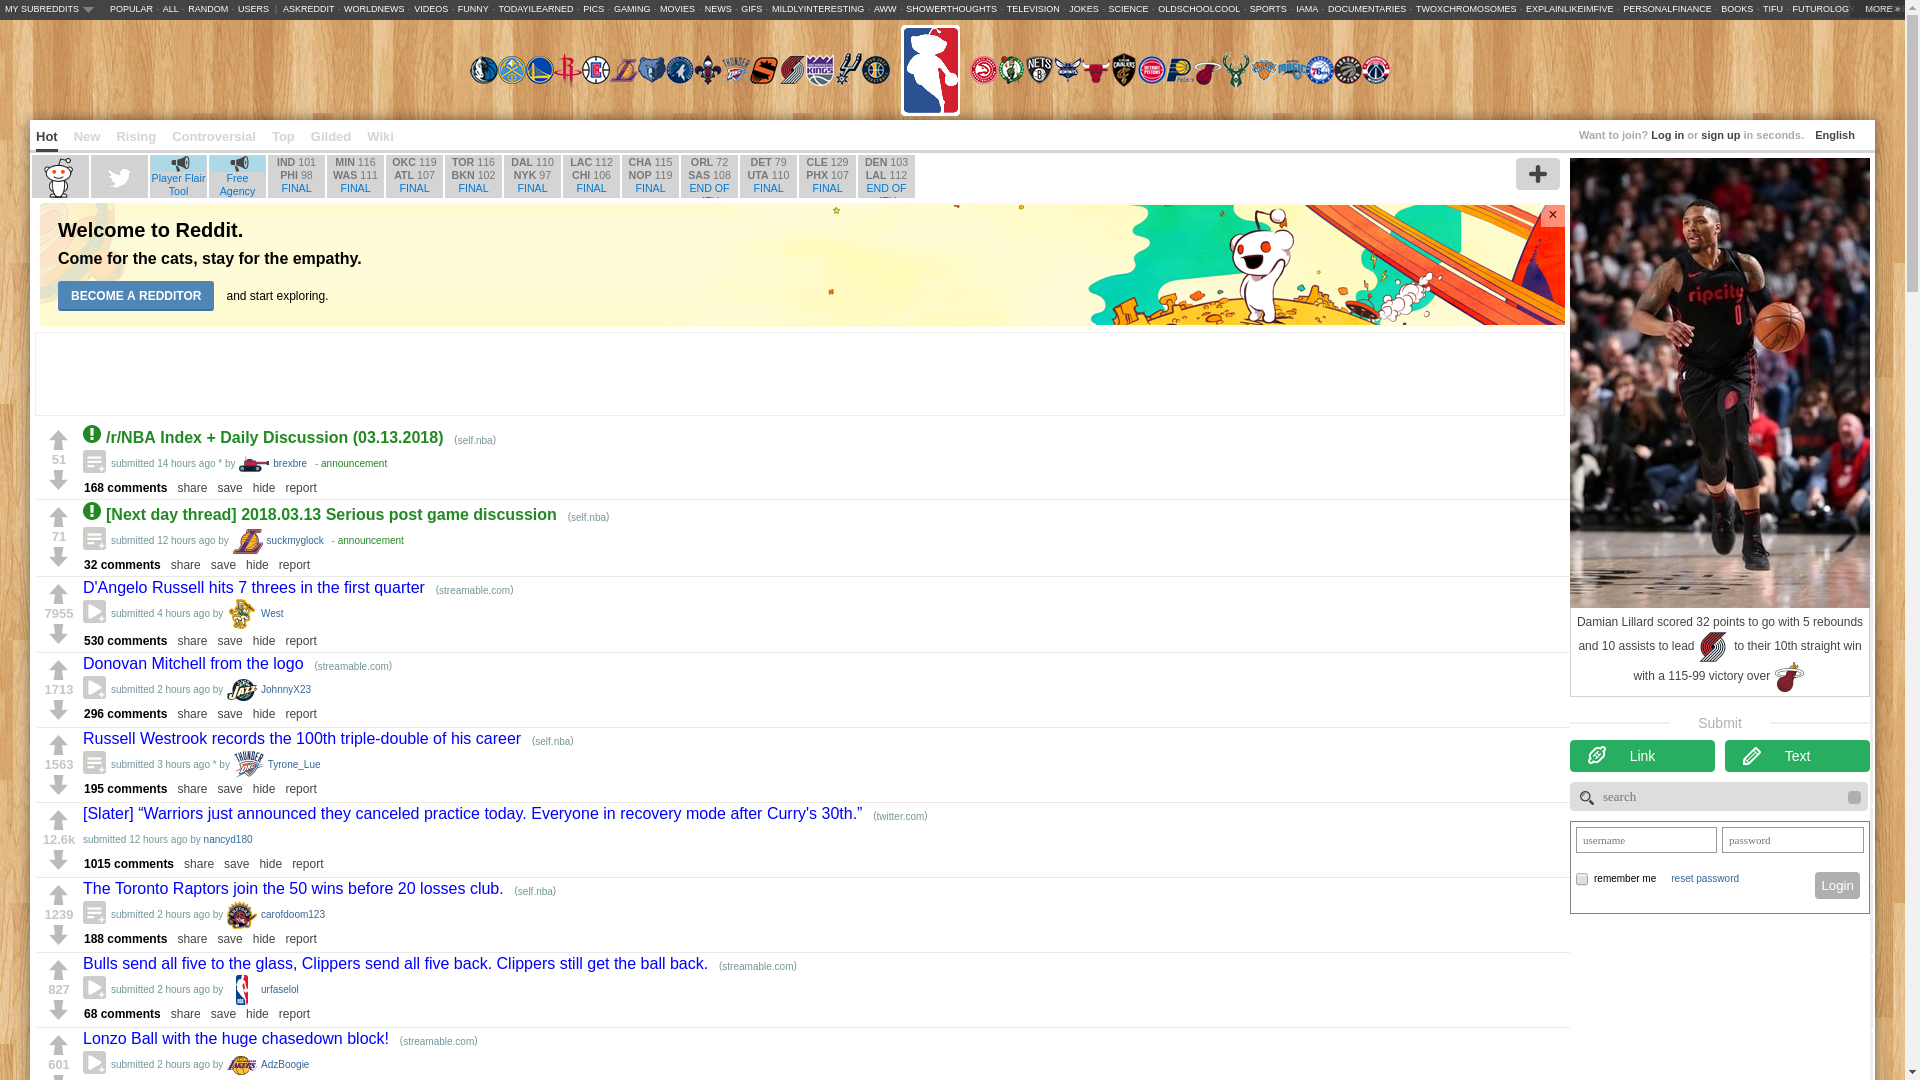 MY SUBREDDITS POPULAR - ALL - RANDOM - USERS | ASKREDDIT - WORLDNEWS - VIDEOS - FUNNY - TODAYILEARNED - PICS - GAMING - MOVIES - NEWS - GIFS - MILDLYINTERESTING - AWW - SHOWERTHOUGHTS - TELEVISION - JOKES - SCIENCE - OLDSCHOOLCOOL - SPORTS - IAMA - DOCUMENTARIES - TWOXCHROMOSOMES - EXPLAINLIKEIMFIVE - PERSONALFINANCE - BOOKS - TIFU - FUTUROLOGY MORE »
Hot New Rising Controversial Top Gilded Wiki
Want to join? Log in or sign up in seconds. English
Player Flair Tool
Free Agency
IND 101 PHI 98 FINAL
MIN 116 WAS 111 FINAL
OKC 119 ATL 107 FINAL
TOR 116 BKN 102 FINAL
DAL 110 NYK 97 FINAL
LAC 112 CHI 106 FINAL
CHA 115 NOP 119 FINAL
ORL 72 SAS 108 END OF
DET 79 UTA 110 FINAL
CLE 129 PHX 107 FINAL
DEN 103 LAL 112 END OF
Welcome to Reddit.
Come for the cats, stay for the empathy.
BECOME A REDDITOR and start exploring.
×
/r/NBA Index + Daily Discussion (03.13.2018) (self.nba)
51
submitted 14 hours ago * by brexbre - announcement
168 comments share save hide report
[Next day thread] 2018.03.13 Serious post game discussion (self.nba)
71
submitted 12 hours ago by suckmyglock - announcement
32 comments share save hide report
D'Angelo Russell hits 7 threes in the first quarter (streamable.com)
7955
submitted 4 hours ago by West
530 comments share save hide report
Donovan Mitchell from the logo (streamable.com)
1713
submitted 2 hours ago by JohnnyX23
296 comments share save hide report
Russell Westrook records the 100th triple-double of his career (self.nba)
1563
submitted 3 hours ago * by Tyrone_Lue
195 comments share save hide report
[Slater] “Warriors just announced they canceled practice today. Everyone in recovery mode after Curry's 30th.” (twitter.com)
12.6k
submitted 12 hours ago by nancyd180
1015 comments share save hide report
The Toronto Raptors join the 50 wins before 20 losses club. (self.nba)
1239
submitted 2 hours ago by carofdoom123
188 comments share save hide report
Bulls send all five to the glass, Clippers send all five back. Clippers still get the ball back. (streamable.com)
827
submitted 2 hours ago by urfaselol
68 comments share save hide report
Lonzo Ball with the huge chasedown block! (streamable.com)
601
submitted 2 hours ago by AdzBoogie
ripcity
0
Damian Lillard scored 32 points to go with 5 rebounds
and 10 assists to lead to their 10th straight win
with a 115-99 victory over
Submit
Link Text
search
username password
remember me reset password Login